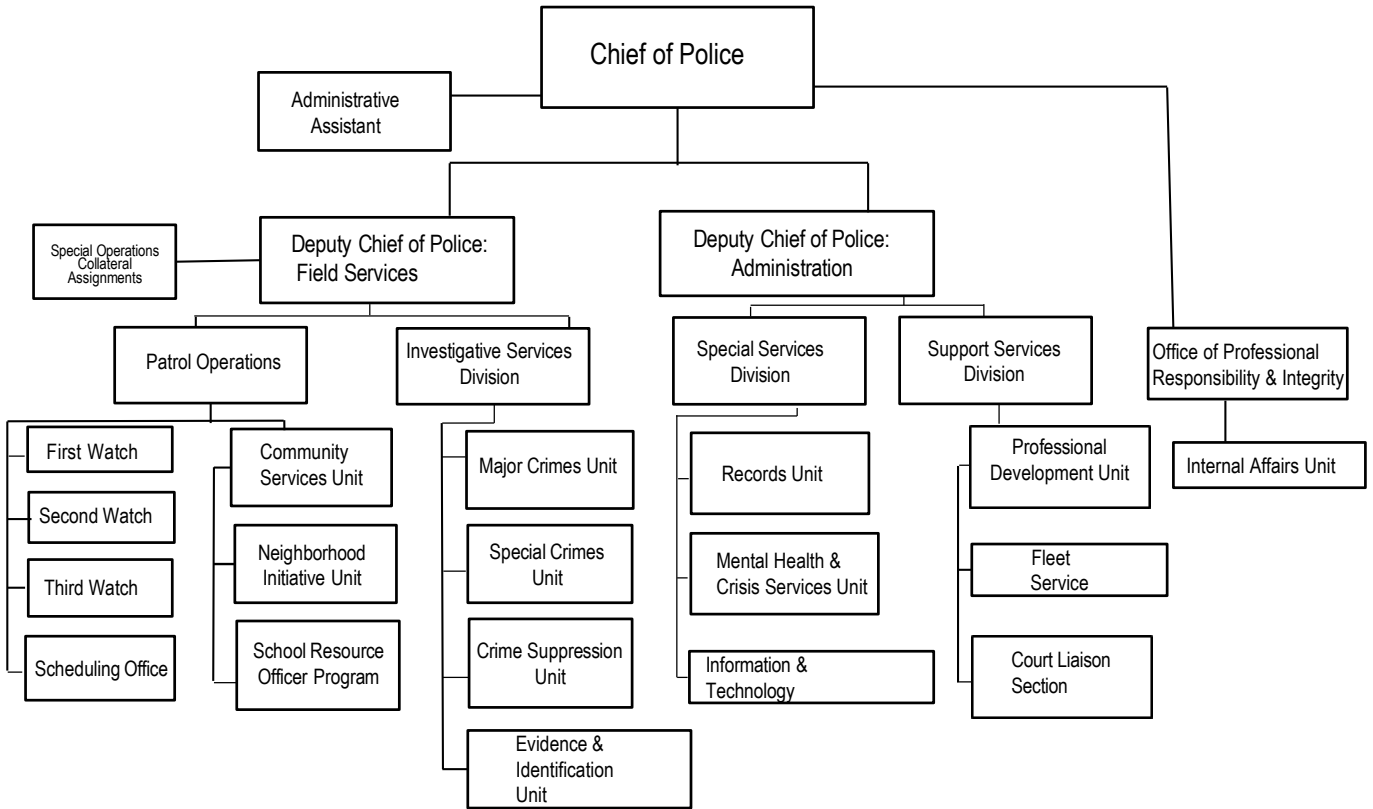 Chief of Police
Administrative
Assistant
Special Operations
Collateral
Assignments
Deputy Chief of Police:
Field Services
Deputy Chief of Police:
Administration
Patrol Operations
Investigative Services
Division
Special Services
Division
Support Services
Division
Office of Professional
Responsibility & Integrity
First Watch
Second Watch
Third Watch
Scheduling Office
Community
Services Unit
Neighborhood
Initiative Unit
School Resource
Officer Program
Major Crimes Unit
Special Crimes
Unit
Crime Suppression
Unit
Evidence &
Identification
Unit
Records Unit
Mental Health &
Crisis Services Unit
Information &
Technology
Professional
Development Unit
Fleet
Service
Court Liaison
Section
Internal Affairs Unit